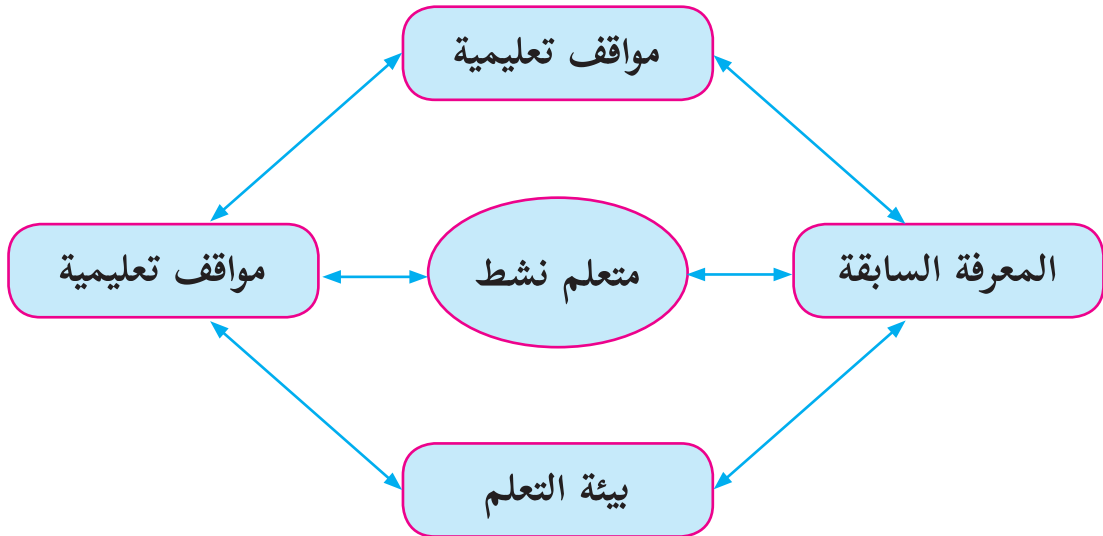 مواقف تعليمية
المعرفة السابقة
متعلم نشط
مواقف تعليمية
بيئة التعلم